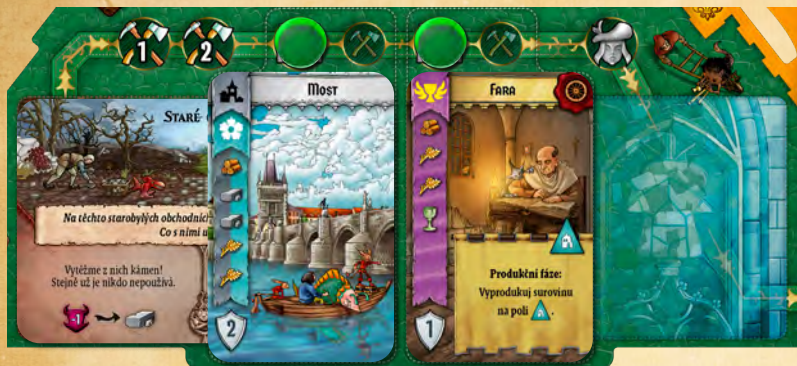 1
2
STARÉ
Na těchto starobylých obchodních
Co s nimi u
Vytěžme z nich kámen!
Stejně už je nikdo nepoužívá.
-1
MOST
2
FARA
Produkční fáze:
Vyprodukuj surovinu
na poli .
1